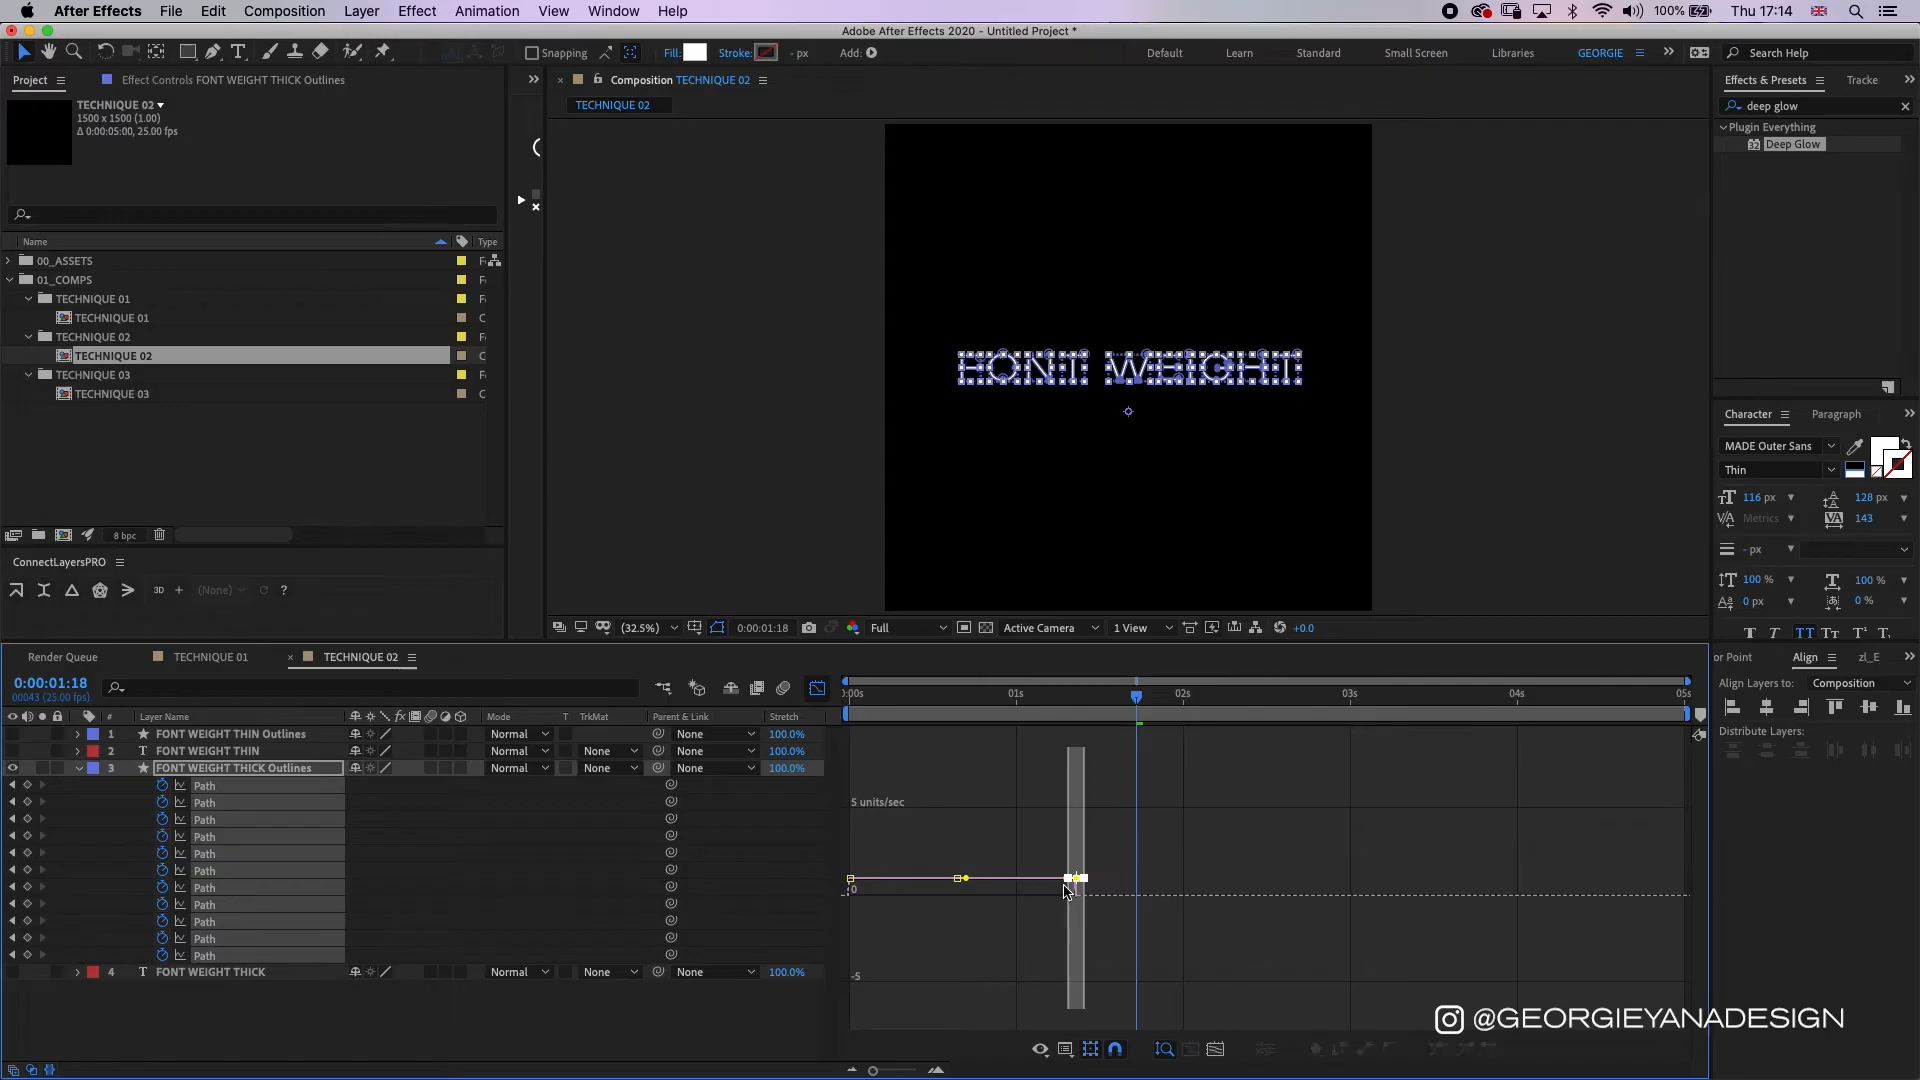 After Effects File Edit Composition Layer Effect Animation View Window Help 100% Thu 17:14
Adobe After Effects 2020 - Untitled Project *
Snapping Fill: Stroke: - px Add: Default Learn Standard Small Screen Libraries GEORGIE Search Help
Project Effect Controls FONT WEIGHT THICK Outlines
Composition TECHNIQUE 02
Effects & Presets Tracke
TECHNIQUE 02
1500 x 1500 (1.00)
Δ 0:00:05:00, 25.00 fps
TECHNIQUE 02
deep glow
Plugin Everything
32 Deep Glow
Name Type
00_ASSETS F
01_COMPS F
TECHNIQUE 01 F
TECHNIQUE 01 C
TECHNIQUE 02 F
TECHNIQUE 02 C
TECHNIQUE 03 F
TECHNIQUE 03 C
8 bpc
FONT WEIGHT
Character Paragraph
MADE Outer Sans
Thin
116 px 128 px
Metrics 143
- px
100 % 100 %
0 px 0 %
ConnectLayersPRO
3D + (None) ?
(32.5%) 0:00:01:18 Full Active Camera 1 View +0.0
or Point Align zl_E
Align Layers to: Composition
Distribute Layers:
Render Queue TECHNIQUE 01 × TECHNIQUE 02
0:00:01:18
00043 (25.00 fps)
:00s 01s 02s 03s 04s 05s
# Layer Name Mode T TrkMat Parent & Link Stretch
1 FONT WEIGHT THIN Outlines Normal None 100.0%
2 T FONT WEIGHT THIN Normal None None 100.0%
3 FONT WEIGHT THICK Outlines Normal None None 100.0%
Path
Path
Path
Path
Path
Path
Path
Path
Path
Path
Path
4 T FONT WEIGHT THICK Normal None None 100.0%
5 units/sec
0
-5
@GEORGIEYANADESIGN